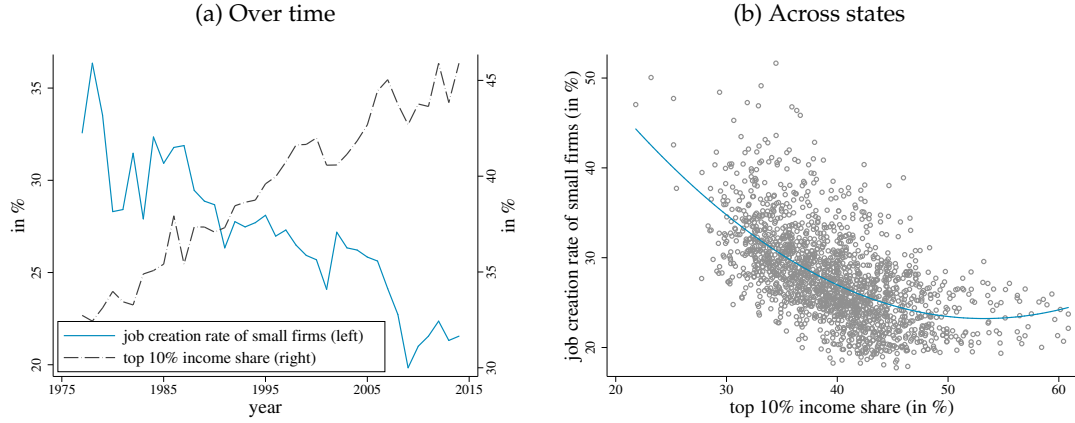 (a) Over time
in %
35
30
25
20
45
40
35
30
in %
job creation rate of small firms (left)
top 10% income share (right)
1975
1985
1995
2005
2015
year
(b) Across states
job creation rate of small firms (in %)
50
40
30
20
20
30
40
50
60
top 10% income share (in %)